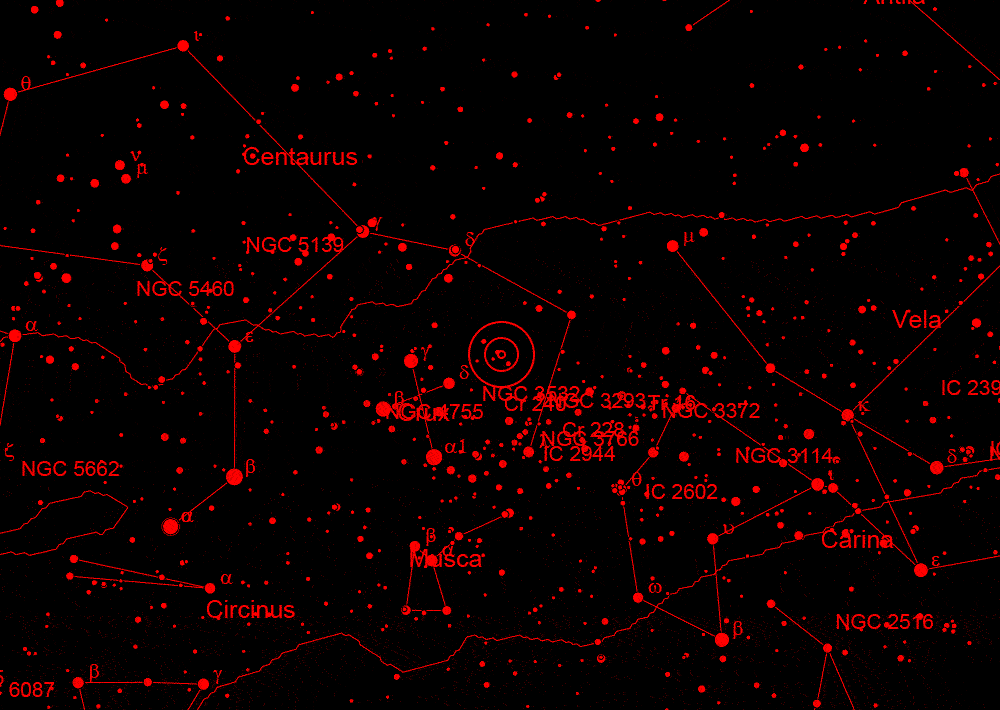 Antlia
ι
θ
Centaurus
ν
μ
γ
NGC 5139
δ
μ
ζ
NGC 5460
Vela
α
ε
γ
δ
NGC 3532
IC 239
β
NGC 4755
Cr 240
NGC 3293
Tr 16
NGC 3372
κ
Cr 228
NGC 3766
IC 2944
α1
ζ
NGC 5662
β
NGC 3114
δ
θ
IC 2602
ι
α
υ
β
α
Musca
Carina
ε
α
Circinus
ω
NGC 2516
β
β
γ
6087